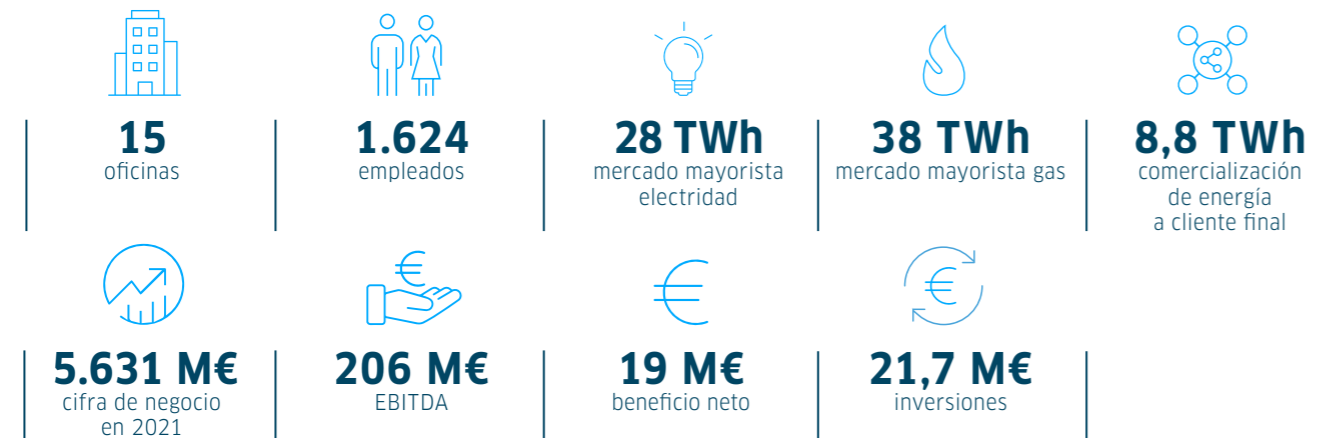 15
oficinas
1.624
empleados
28 TWh
mercado mayorista
electridad
38 TWh
mercado mayorista gas
8,8 TWh
comercialización
de energía
a cliente final
5.631 M€
cifra de negocio
en 2021
206 M€
EBITDA
19 M€
beneficio neto
21,7 M€
inversiones